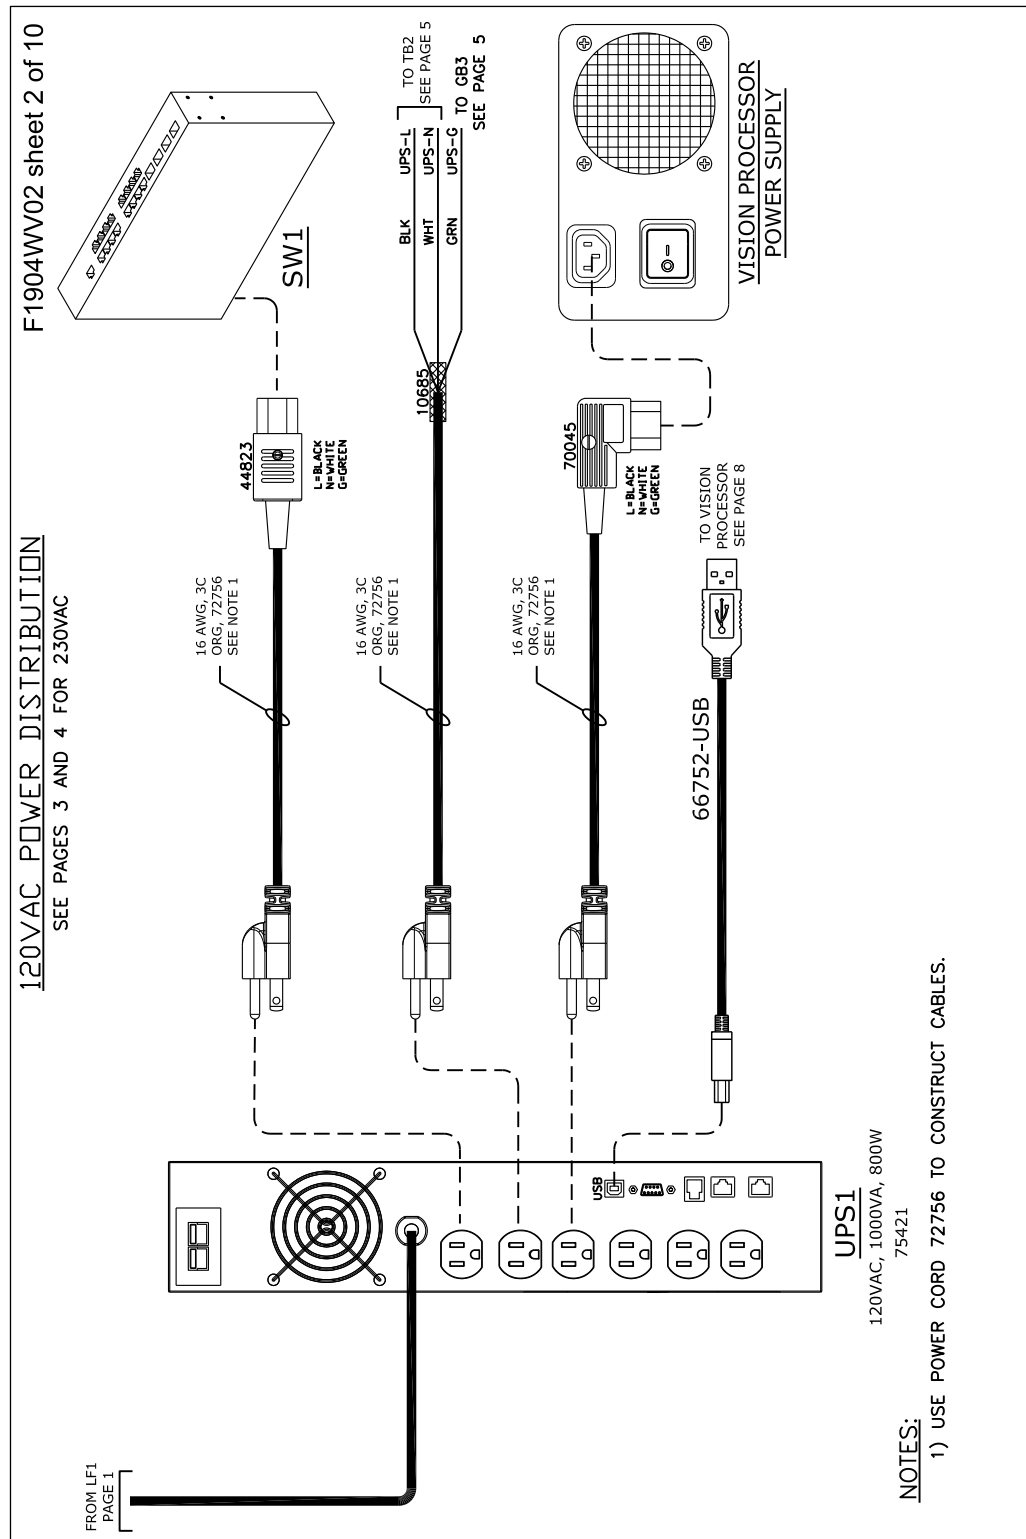 F1904WV02 sheet 2 of 10
120VAC POWER DISTRIBUTION
SEE PAGES 3 AND 4 FOR 230VAC
FROM LF1
PAGE 1
USB
UPS1
120VAC, 1000VA, 800W
75421
16 AWG, 3C
ORG, 72756
SEE NOTE 1
44823
L=BLACK
N=WHITE
G=GREEN
SW1
16 AWG, 3C
ORG, 72756
SEE NOTE 1
10685
BLK UPS-L
WHT UPS-N
GRN UPS-G
TO TB2
SEE PAGE 5
TO GB3
SEE PAGE 5
16 AWG, 3C
ORG, 72756
SEE NOTE 1
70045
L=BLACK
N=WHITE
G=GREEN
VISION PROCESSOR
POWER SUPPLY
66752-USB
TO VISION
PROCESSOR
SEE PAGE 8
NOTES:
1) USE POWER CORD 72756 TO CONSTRUCT CABLES.